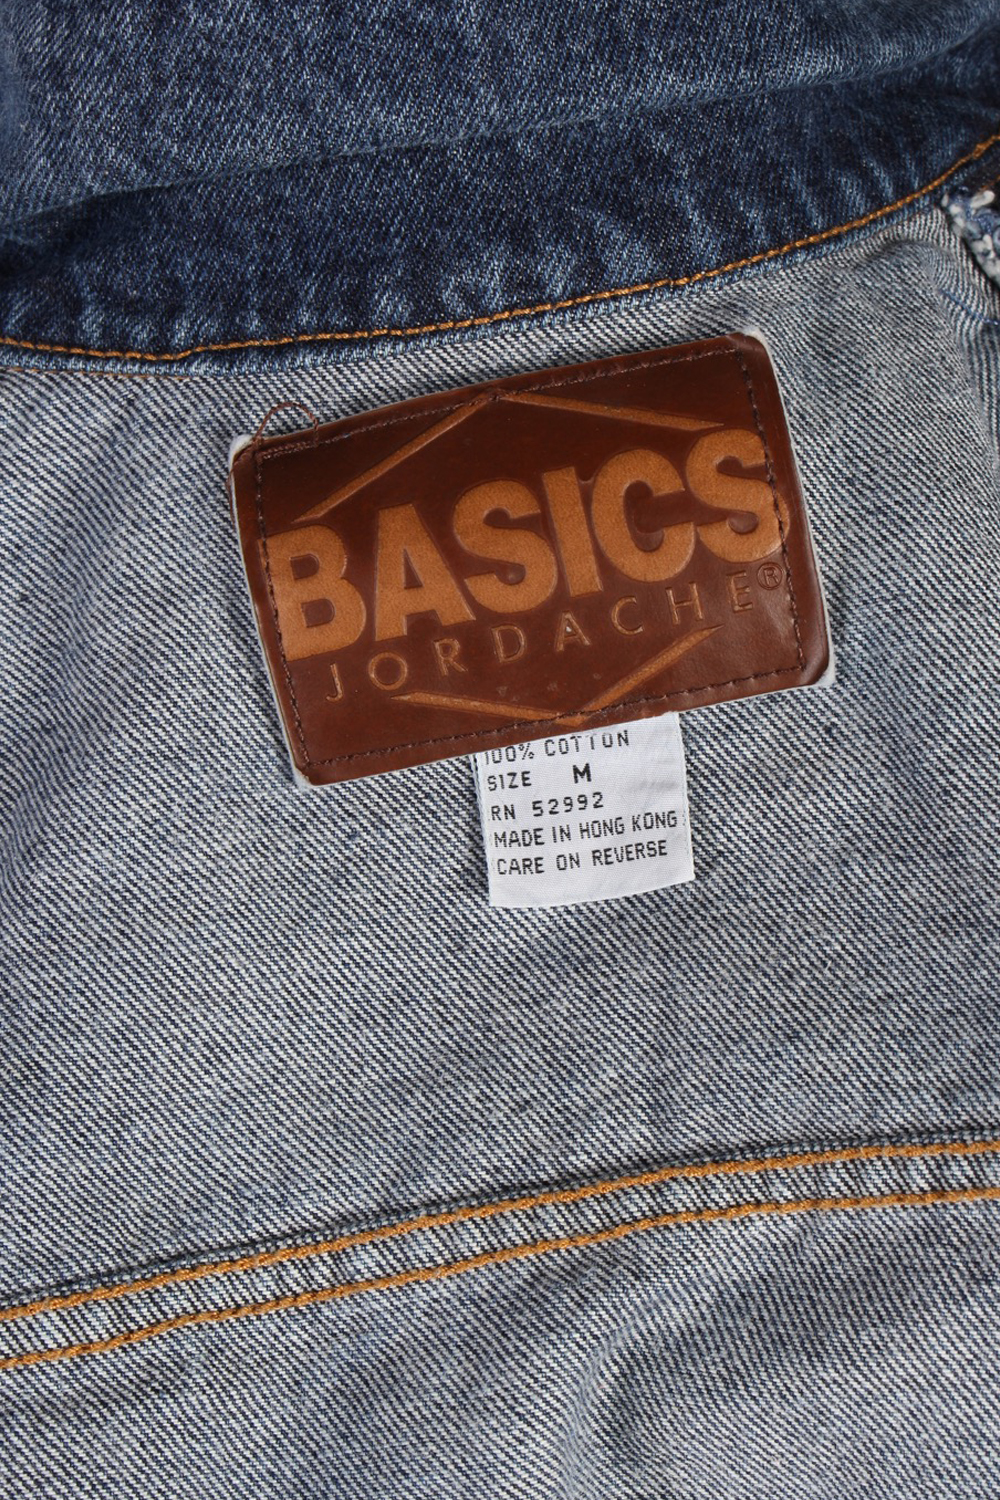 BASICS
JORDACHE®
100% COTTON
SIZE M
RN 52992
MADE IN HONG KONG
CARE ON REVERSE